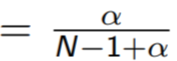 = α / (N−1+α)